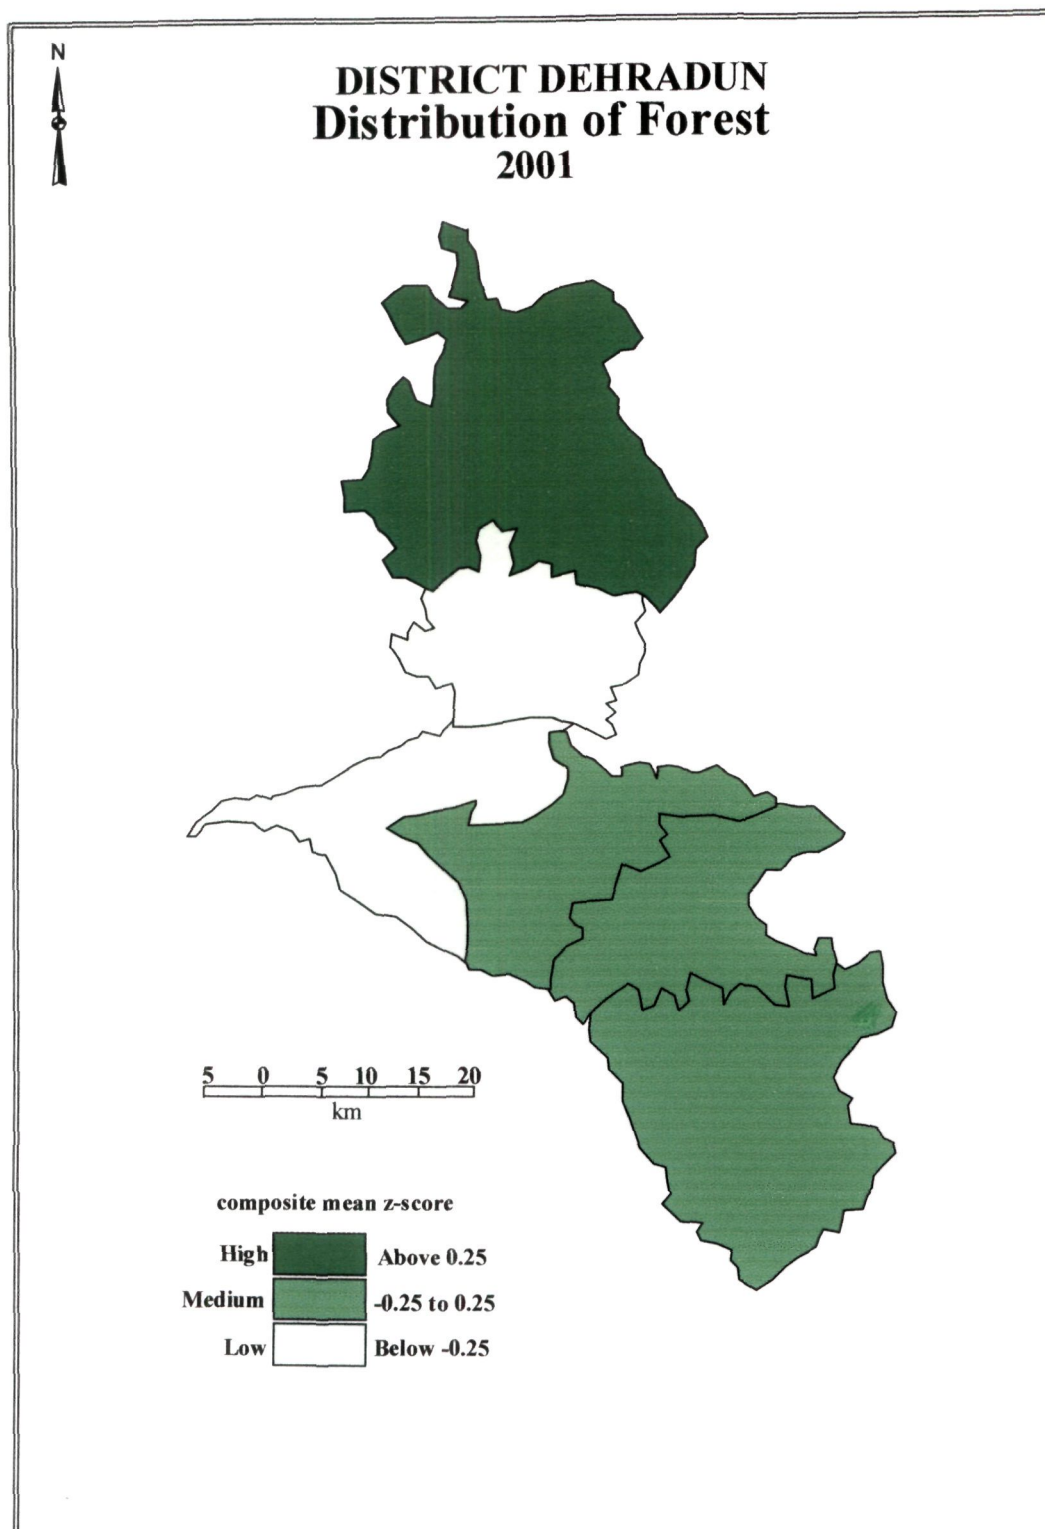 N
DISTRICT DEHRADUN
Distribution of Forest
2001
5 0 5 10 15 20
km
composite mean z-score
High Above 0.25
Medium -0.25 to 0.25
Low Below -0.25